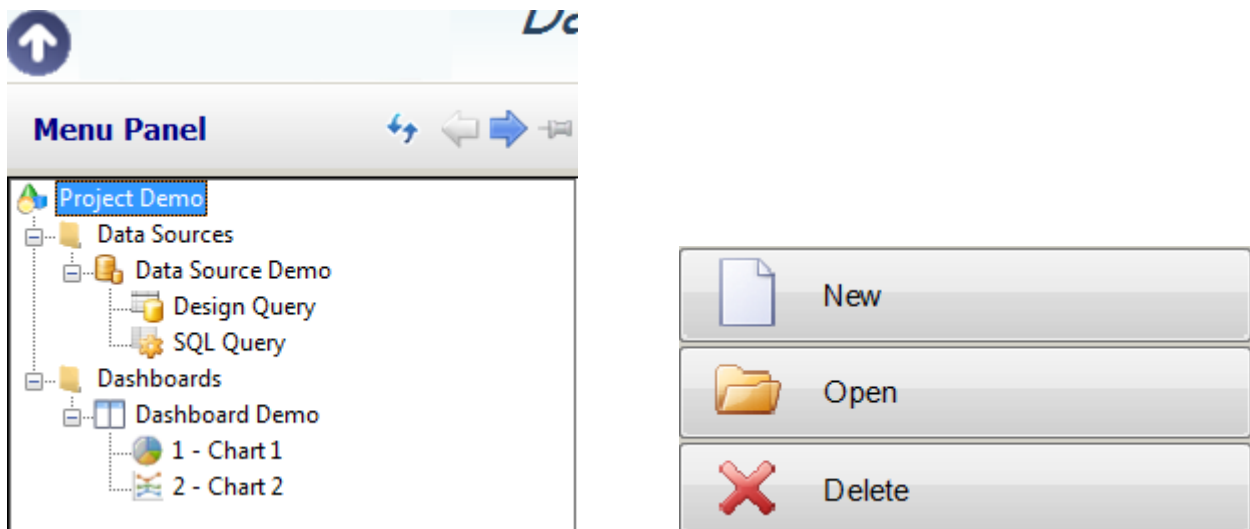 Menu Panel
Project Demo
Data Sources
Data Source Demo
Design Query
SQL Query
Dashboards
Dashboard Demo
1 - Chart 1
2 - Chart 2
New
Open
Delete